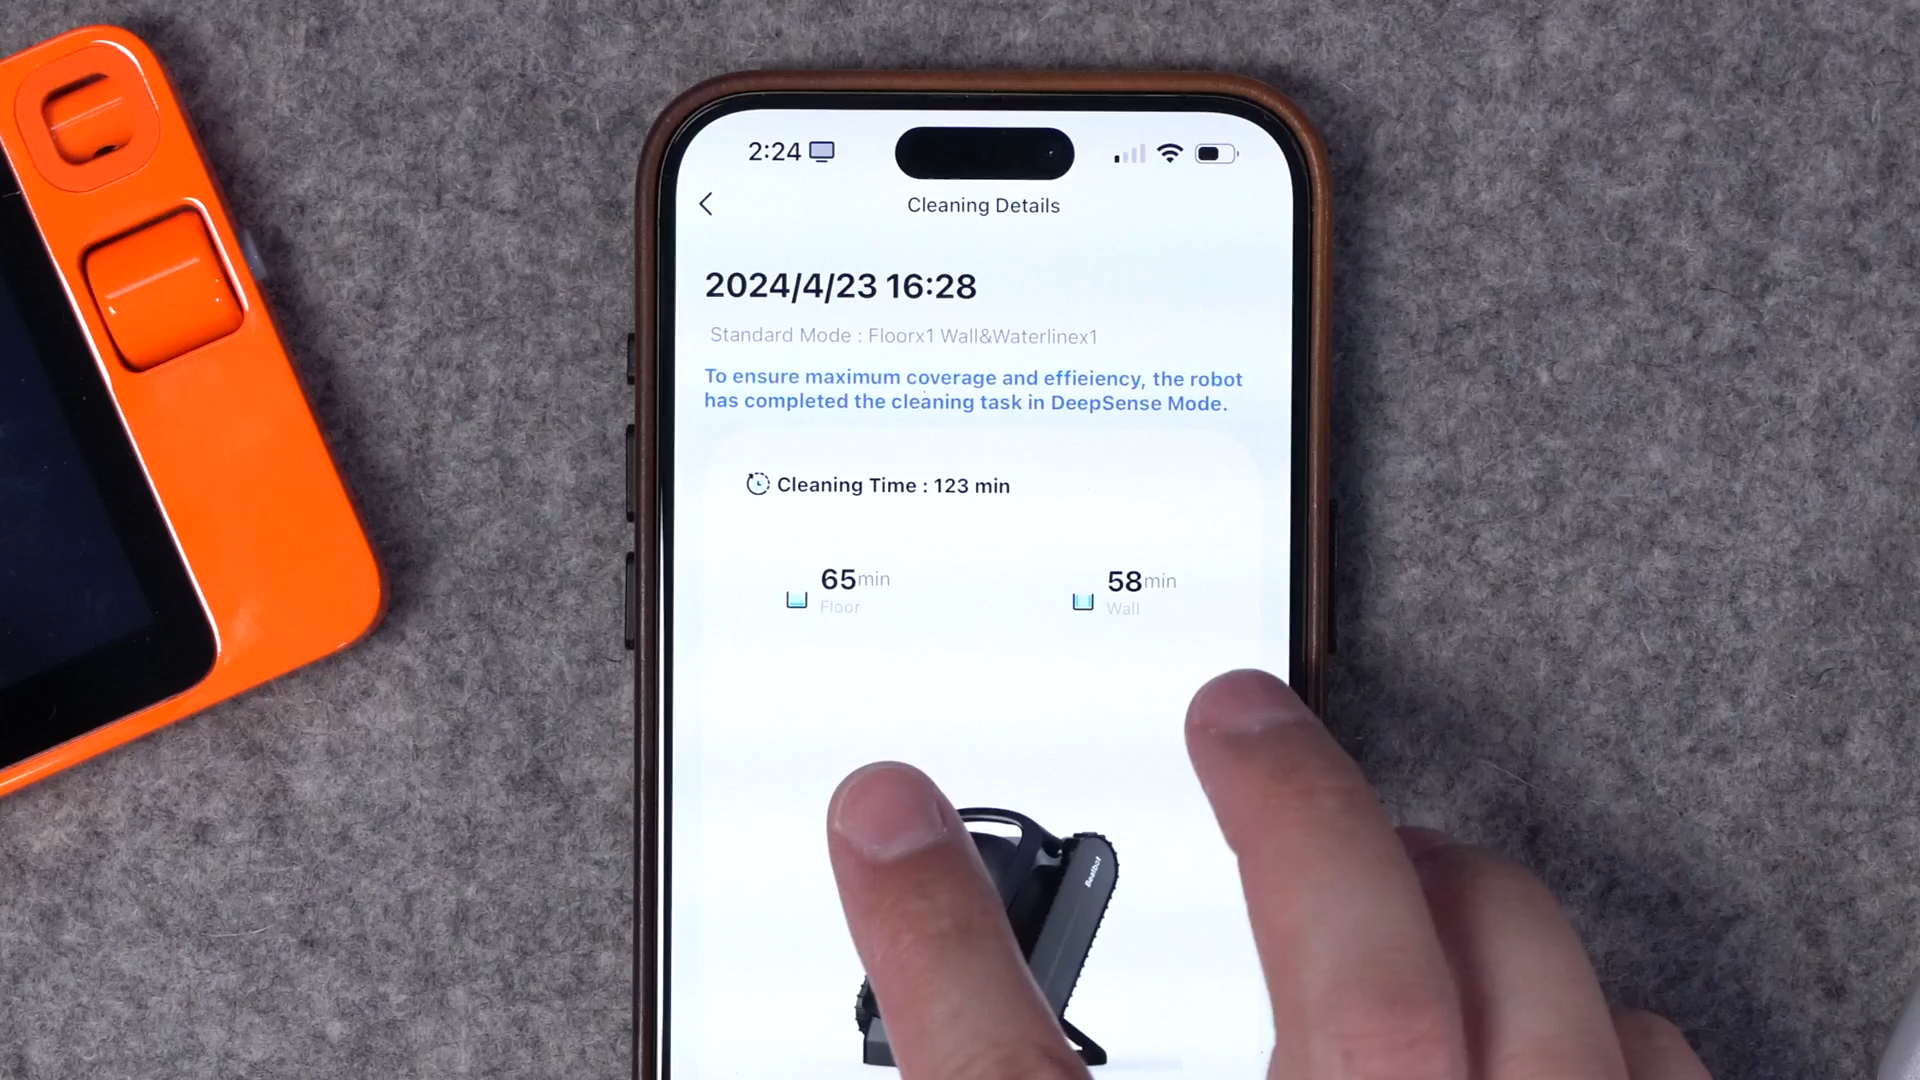 2:24
Cleaning Details
2024/4/23 16:28
Standard Mode : Floorx1 Wall&Waterlinex1
To ensure maximum coverage and effieiency, the robot
has completed the cleaning task in DeepSense Mode.
Cleaning Time : 123 min
65min
Floor
58min
Wall
Beatbot